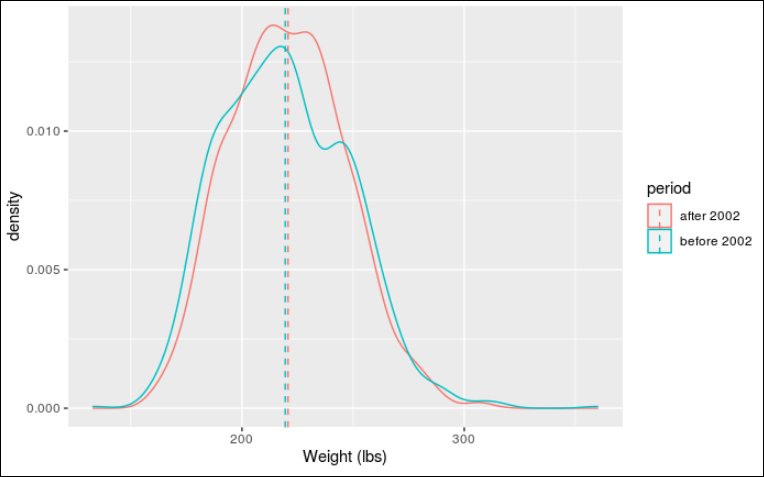 0.010
0.005
0.000
density
200
300
Weight (lbs)
period
after 2002
before 2002